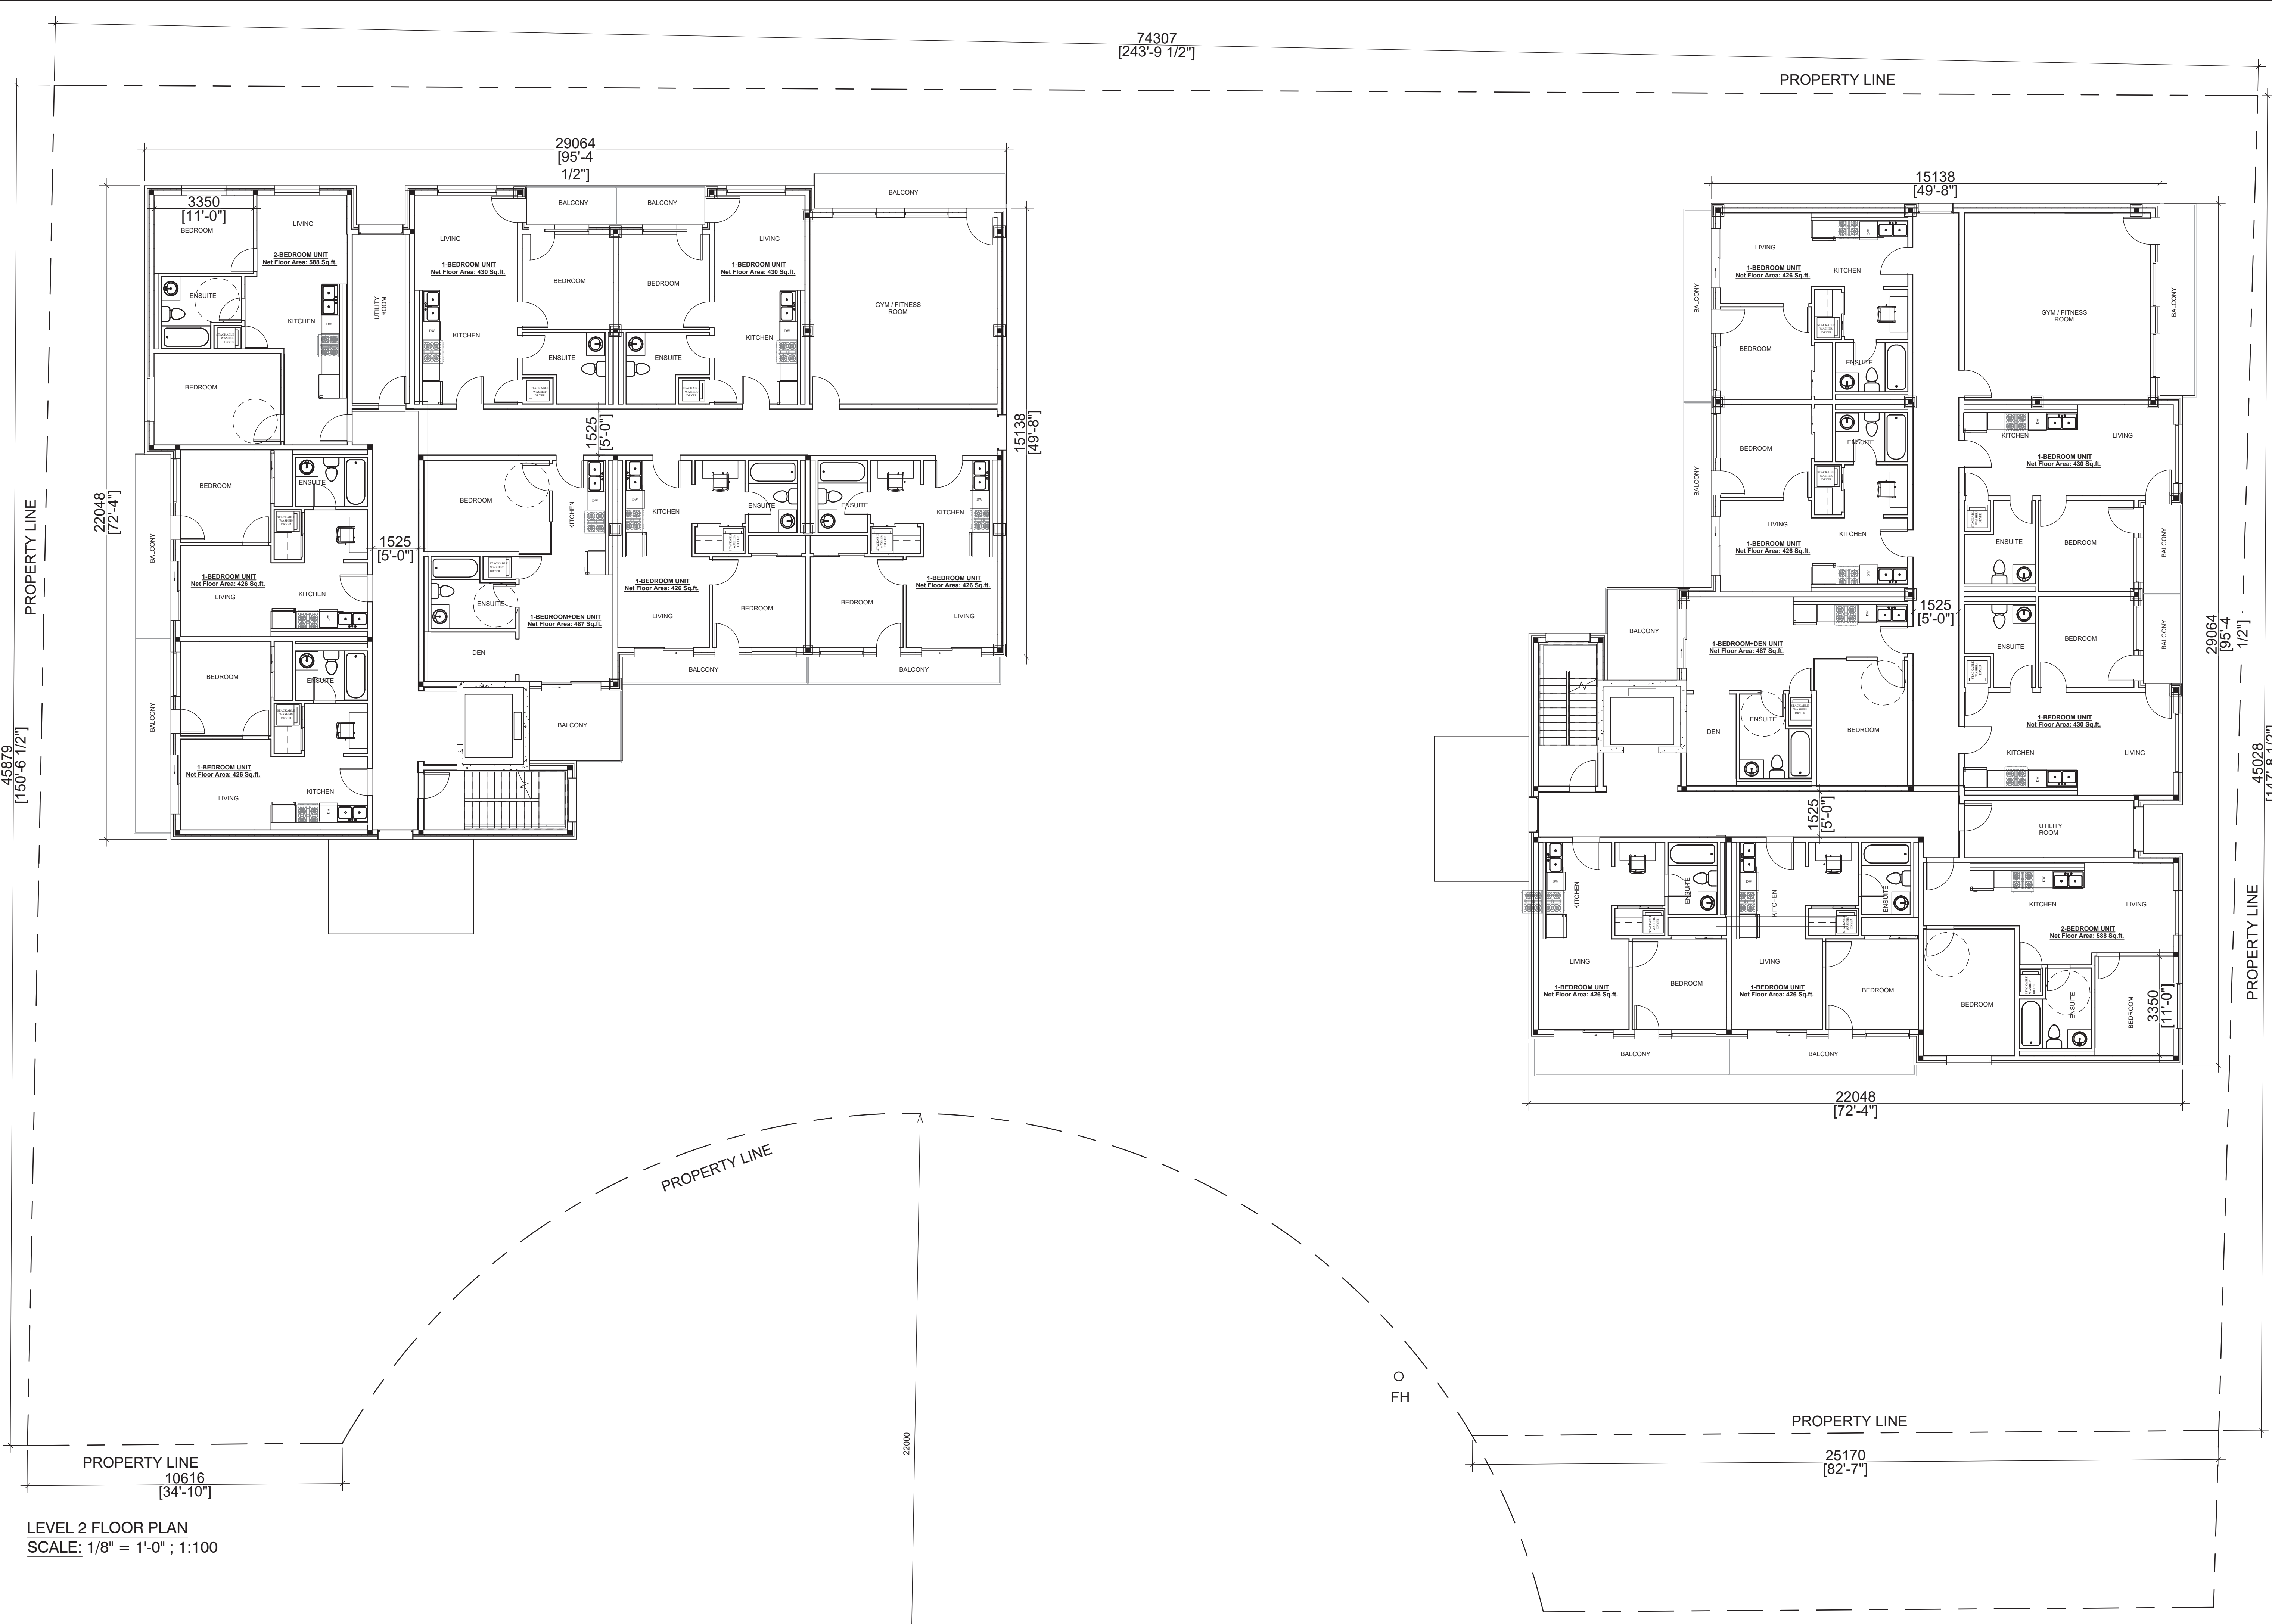 74307
[243'-9 1/2"]
PROPERTY LINE
29064
[95'-4
1/2"]
15138
[49'-8"]
BALCONY
3350
[11'-0"]
BEDROOM
LIVING
2-BEDROOM UNIT
Net Floor Area: 588 Sq.ft.
ENSUITE
KITCHEN
BEDROOM
UTILITY
ROOM
LIVING
1-BEDROOM UNIT
Net Floor Area: 430 Sq.ft.
KITCHEN
BALCONY
BALCONY
BEDROOM
BEDROOM
ENSUITE
ENSUITE
LIVING
1-BEDROOM UNIT
Net Floor Area: 430 Sq.ft.
KITCHEN
GYM / FITNESS
ROOM
22048
[72'-4"]
15138
[49'-8"]
1525
[5'-0"]
1525
[5'-0"]
PROPERTY LINE
45879
[150'-6 1/2"]
BALCONY
BEDROOM
ENSUITE
1-BEDROOM UNIT
Net Floor Area: 426 Sq.ft.
LIVING
KITCHEN
BALCONY
BEDROOM
ENSUITE
1-BEDROOM UNIT
Net Floor Area: 426 Sq.ft.
LIVING
KITCHEN
BEDROOM
KITCHEN
ENSUITE
1-BEDROOM+DEN UNIT
Net Floor Area: 487 Sq.ft.
DEN
BALCONY
KITCHEN
ENSUITE
1-BEDROOM UNIT
Net Floor Area: 426 Sq.ft.
LIVING
BEDROOM
BALCONY
ENSUITE
KITCHEN
1-BEDROOM UNIT
Net Floor Area: 426 Sq.ft.
BEDROOM
LIVING
BALCONY
BALCONY
LIVING
1-BEDROOM UNIT
Net Floor Area: 426 Sq.ft.
KITCHEN
BEDROOM
ENSUITE
GYM / FITNESS
ROOM
BALCONY
BALCONY
BEDROOM
ENSUITE
LIVING
1-BEDROOM UNIT
Net Floor Area: 426 Sq.ft.
KITCHEN
KITCHEN
LIVING
1-BEDROOM UNIT
Net Floor Area: 430 Sq.ft.
ENSUITE
BEDROOM
BALCONY
BALCONY
1-BEDROOM+DEN UNIT
Net Floor Area: 487 Sq.ft.
1525
[5'-0"]
DEN
ENSUITE
BEDROOM
ENSUITE
BEDROOM
BALCONY
1-BEDROOM UNIT
Net Floor Area: 430 Sq.ft.
KITCHEN
LIVING
29064
[95'-4
1/2"]
45028
[147'-8 1/2"]
1525
[5'-0"]
UTILITY
ROOM
KITCHEN
ENSUITE
LIVING
1-BEDROOM UNIT
Net Floor Area: 426 Sq.ft.
BEDROOM
BALCONY
KITCHEN
ENSUITE
LIVING
1-BEDROOM UNIT
Net Floor Area: 426 Sq.ft.
BEDROOM
BALCONY
KITCHEN
LIVING
2-BEDROOM UNIT
Net Floor Area: 588 Sq.ft.
BEDROOM
ENSUITE
BEDROOM
3350
[11'-0"]
PROPERTY LINE
22048
[72'-4"]
PROPERTY LINE
22000
FH
PROPERTY LINE
25170
[82'-7"]
PROPERTY LINE
10616
[34'-10"]
LEVEL 2 FLOOR PLAN
SCALE: 1/8" = 1'-0" ; 1:100